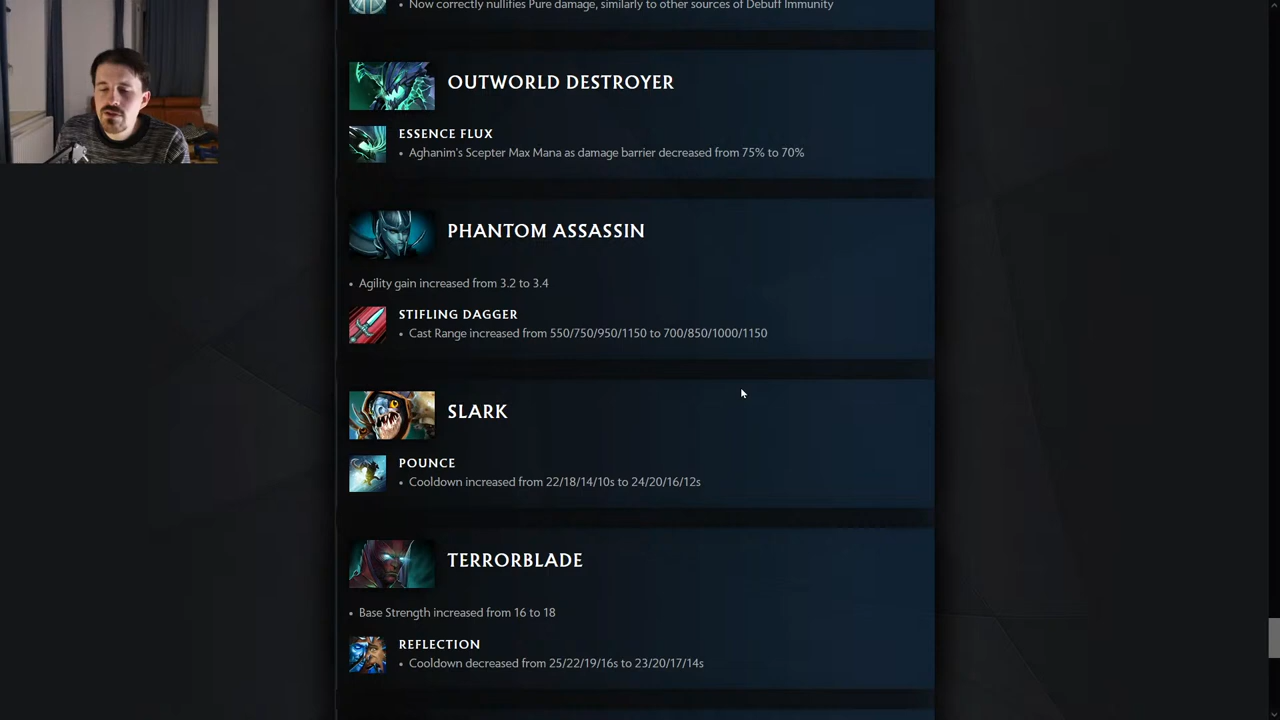 • Now correctly nullifies Pure damage, similarly to other sources of Debuff Immunity
OUTWORLD DESTROYER
ESSENCE FLUX
• Aghanim's Scepter Max Mana as damage barrier decreased from 75% to 70%
PHANTOM ASSASSIN
• Agility gain increased from 3.2 to 3.4
STIFLING DAGGER
• Cast Range increased from 550/750/950/1150 to 700/850/1000/1150
SLARK
POUNCE
• Cooldown increased from 22/18/14/10s to 24/20/16/12s
TERRORBLADE
• Base Strength increased from 16 to 18
REFLECTION
• Cooldown decreased from 25/22/19/16s to 23/20/17/14s